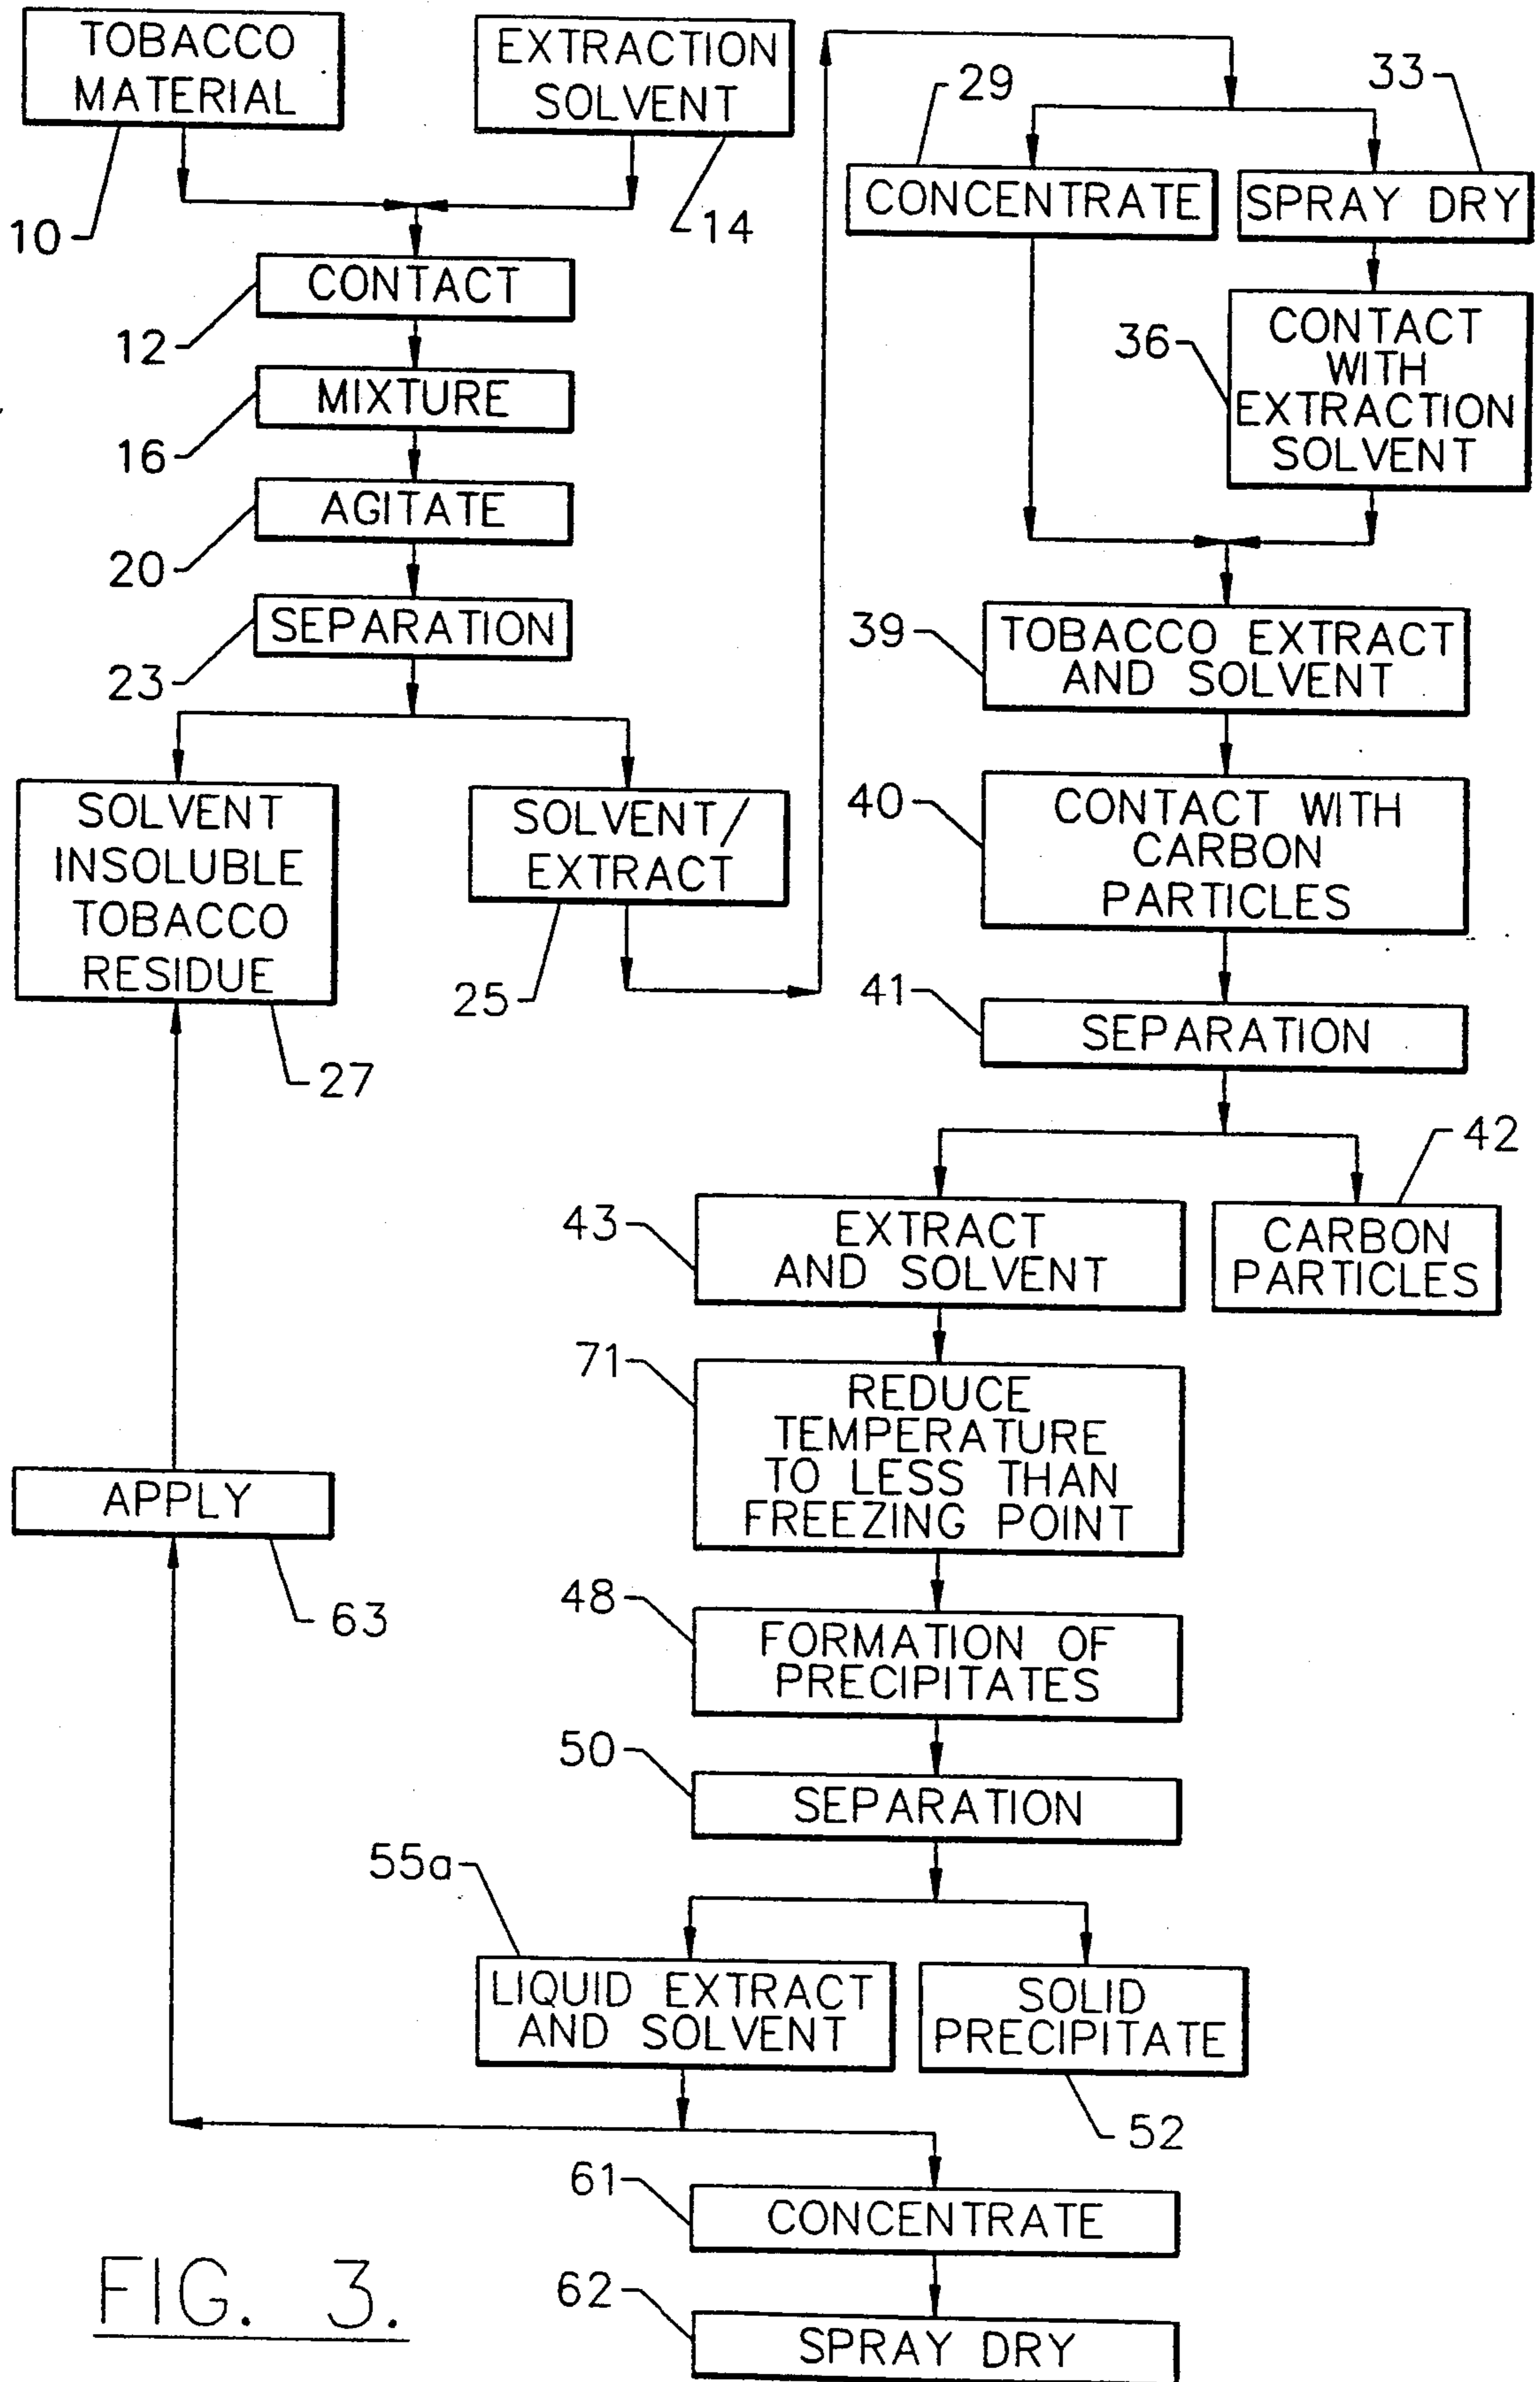 TOBACCO
MATERIAL
10
EXTRACTION
SOLVENT
14
CONTACT
12
MIXTURE
16
AGITATE
20
SEPARATION
23
SOLVENT
INSOLUBLE
TOBACCO
RESIDUE
27
SOLVENT/
EXTRACT
25
29
CONCENTRATE
33
SPRAY DRY
36
CONTACT
WITH
EXTRACTION
SOLVENT
39
TOBACCO EXTRACT
AND SOLVENT
40
CONTACT WITH
CARBON
PARTICLES
41
SEPARATION
43
EXTRACT
AND SOLVENT
42
CARBON
PARTICLES
71
REDUCE
TEMPERATURE
TO LESS THAN
FREEZING POINT
48
FORMATION OF
PRECIPITATES
50
SEPARATION
55a
LIQUID EXTRACT
AND SOLVENT
SOLID
PRECIPITATE
52
APPLY
63
61
CONCENTRATE
62
SPRAY DRY
FIG. 3.